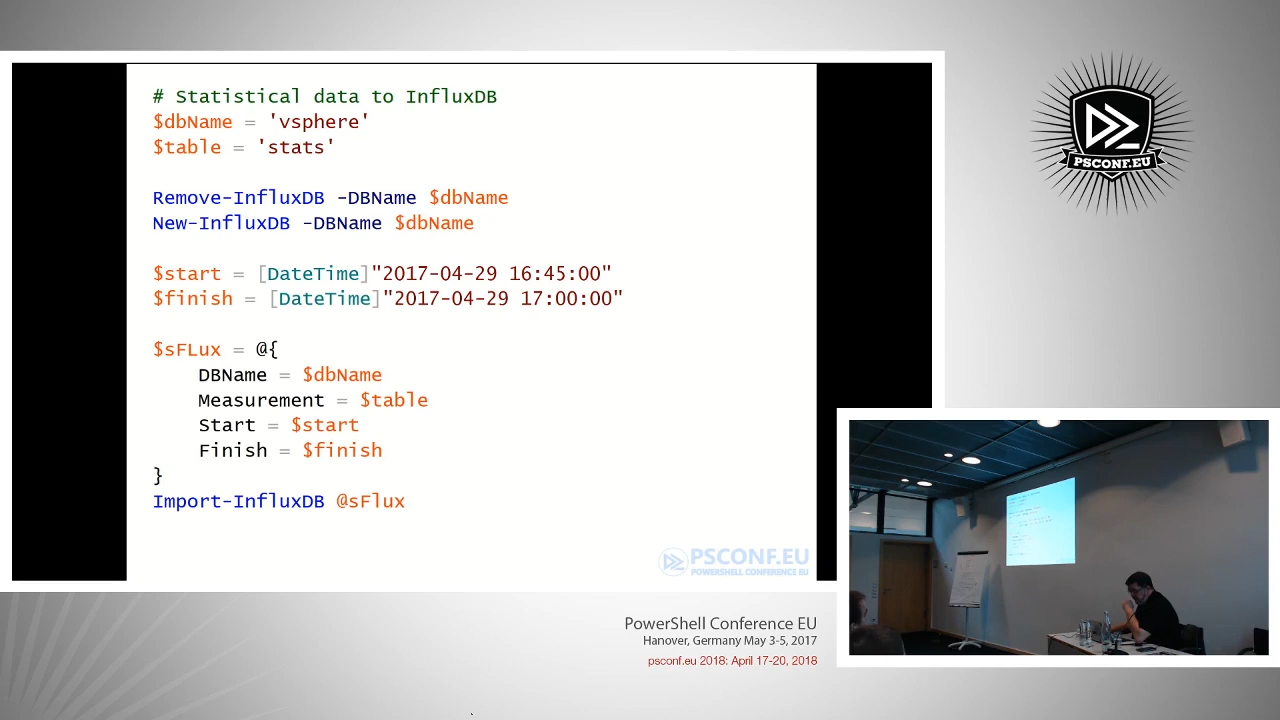 # Statistical data to InfluxDB
$dbName = 'vsphere'
$table = 'stats'
Remove-InfluxDB -DBName $dbName
New-InfluxDB -DBName $dbName
$start = [DateTime]"2017-04-29 16:45:00"
$finish = [DateTime]"2017-04-29 17:00:00"
$sFLux = @{
DBName = $dbName
Measurement = $table
Start = $start
Finish = $finish
}
Import-InfluxDB @sFlux
PSCONF.EU
POWERSHELL CONFERENCE EU
PSCONF.EU
PowerShell Conference EU
Hanover, Germany May 3-5, 2017
psconf.eu 2018: April 17-20, 2018